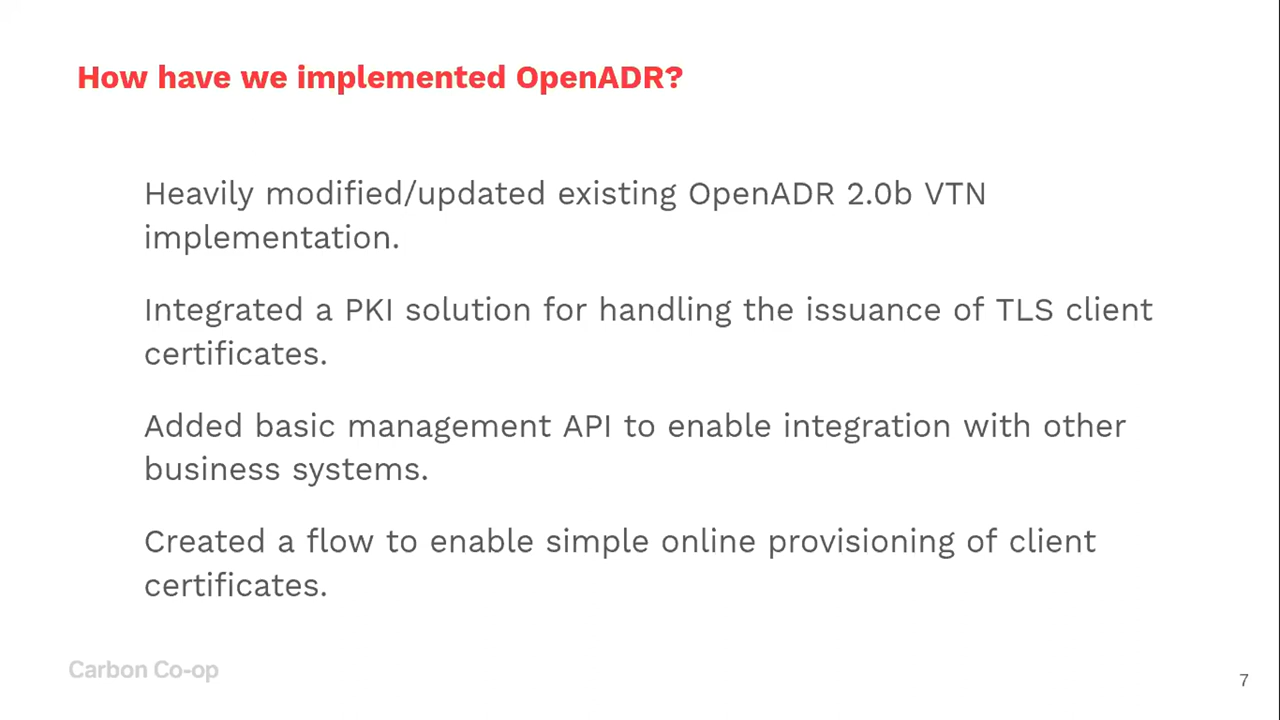 How have we implemented OpenADR?
Heavily modified/updated existing OpenADR 2.0b VTN
implementation.
Integrated a PKI solution for handling the issuance of TLS client
certificates.
Added basic management API to enable integration with other
business systems.
Created a flow to enable simple online provisioning of client
certificates.
Carbon Co-op
7